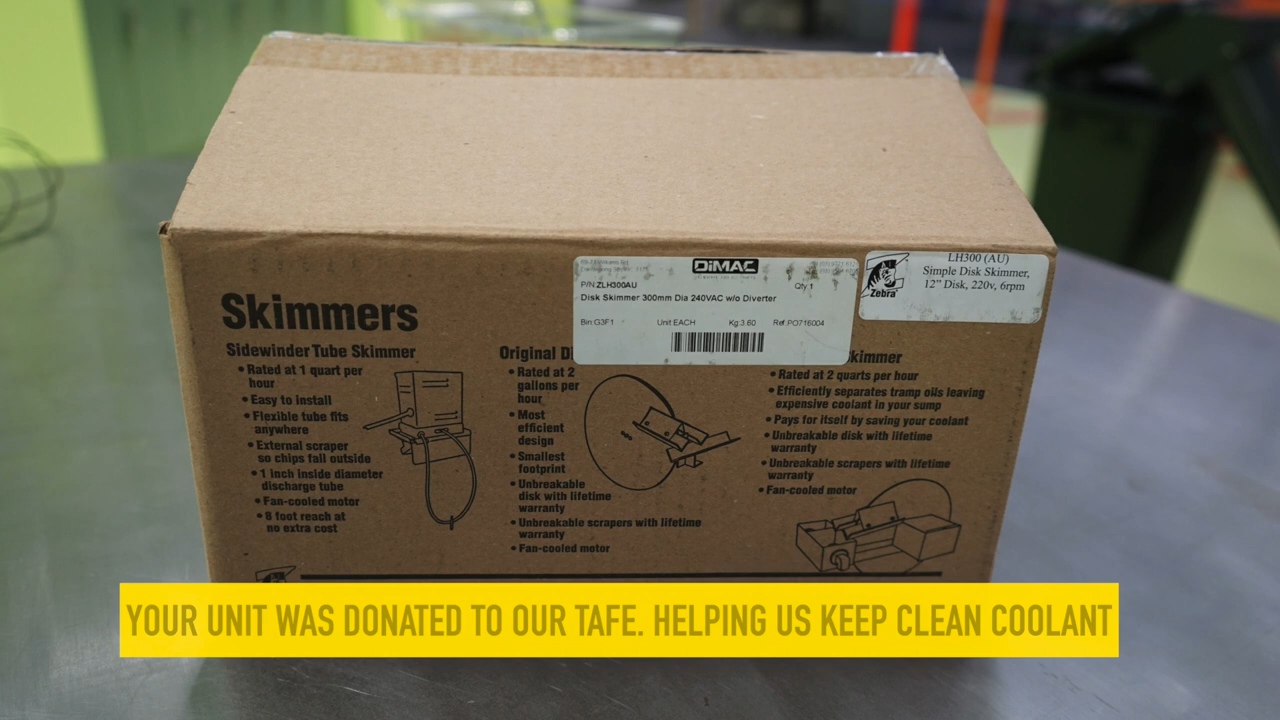 DiMAC
P/N:ZLH300AU
Qty:1
Disk Skimmer 300mm Dia 240VAC w/o Diverter
Bin:G3F1 Unit:EACH Kg:3.60 Ref:PO716004
Zebra
LH300 (AU)
Simple Disk Skimmer,
12" Disk, 220v, 6rpm
Skimmers
Sidewinder Tube Skimmer
• Rated at 1 quart per
hour
• Easy to install
• Flexible tube fits
anywhere
• External scraper
so chips fall outside
• 1 inch inside diameter
discharge tube
• Fan-cooled motor
• 8 foot reach at
no extra cost
Original
• Rated at 2
gallons per
hour
• Most
efficient
design
• Smallest
footprint
• Unbreakable
disk with lifetime
warranty
• Unbreakable scrapers with lifetime
warranty
• Fan-cooled motor
kimmer
• Rated at 2 quarts per hour
• Efficiently separates tramp oils leaving
expensive coolant in your sump
• Pays for itself by saving your coolant
• Unbreakable disk with lifetime
warranty
• Unbreakable scrapers with lifetime
warranty
• Fan-cooled motor
YOUR UNIT WAS DONATED TO OUR TAFE. HELPING US KEEP CLEAN COOLANT